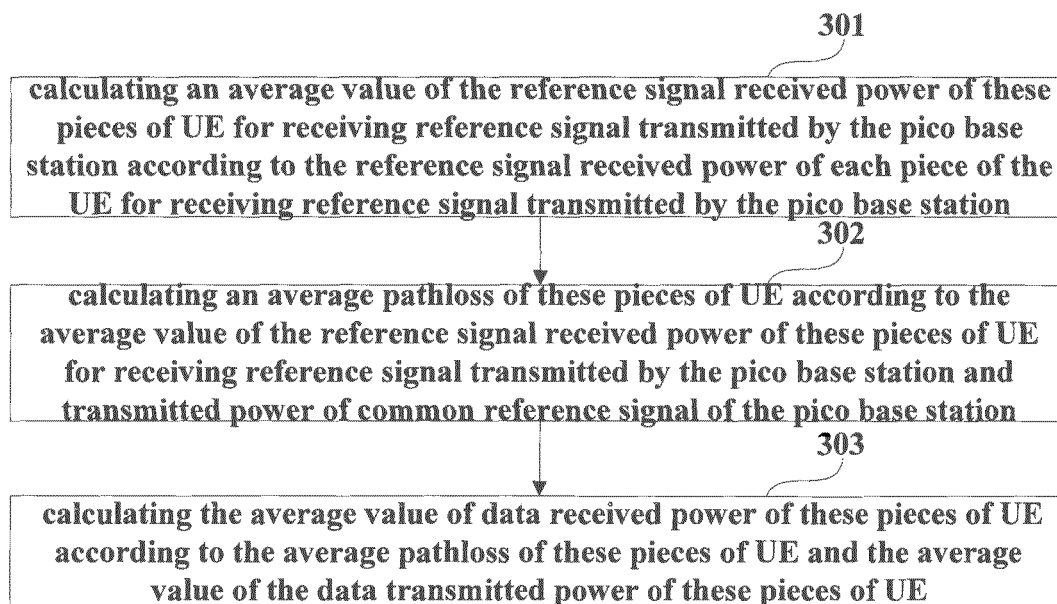 301
calculating an average value of the reference signal received power of these
pieces of UE for receiving reference signal transmitted by the pico base
station according to the reference signal received power of each piece of the
UE for receiving reference signal transmitted by the pico base station
302
calculating an average pathloss of these pieces of UE according to the
average value of the reference signal received power of these pieces of UE
for receiving reference signal transmitted by the pico base station and
transmitted power of common reference signal of the pico base station
303
calculating the average value of data received power of these pieces of UE
according to the average pathloss of these pieces of UE and the average
value of the data transmitted power of these pieces of UE